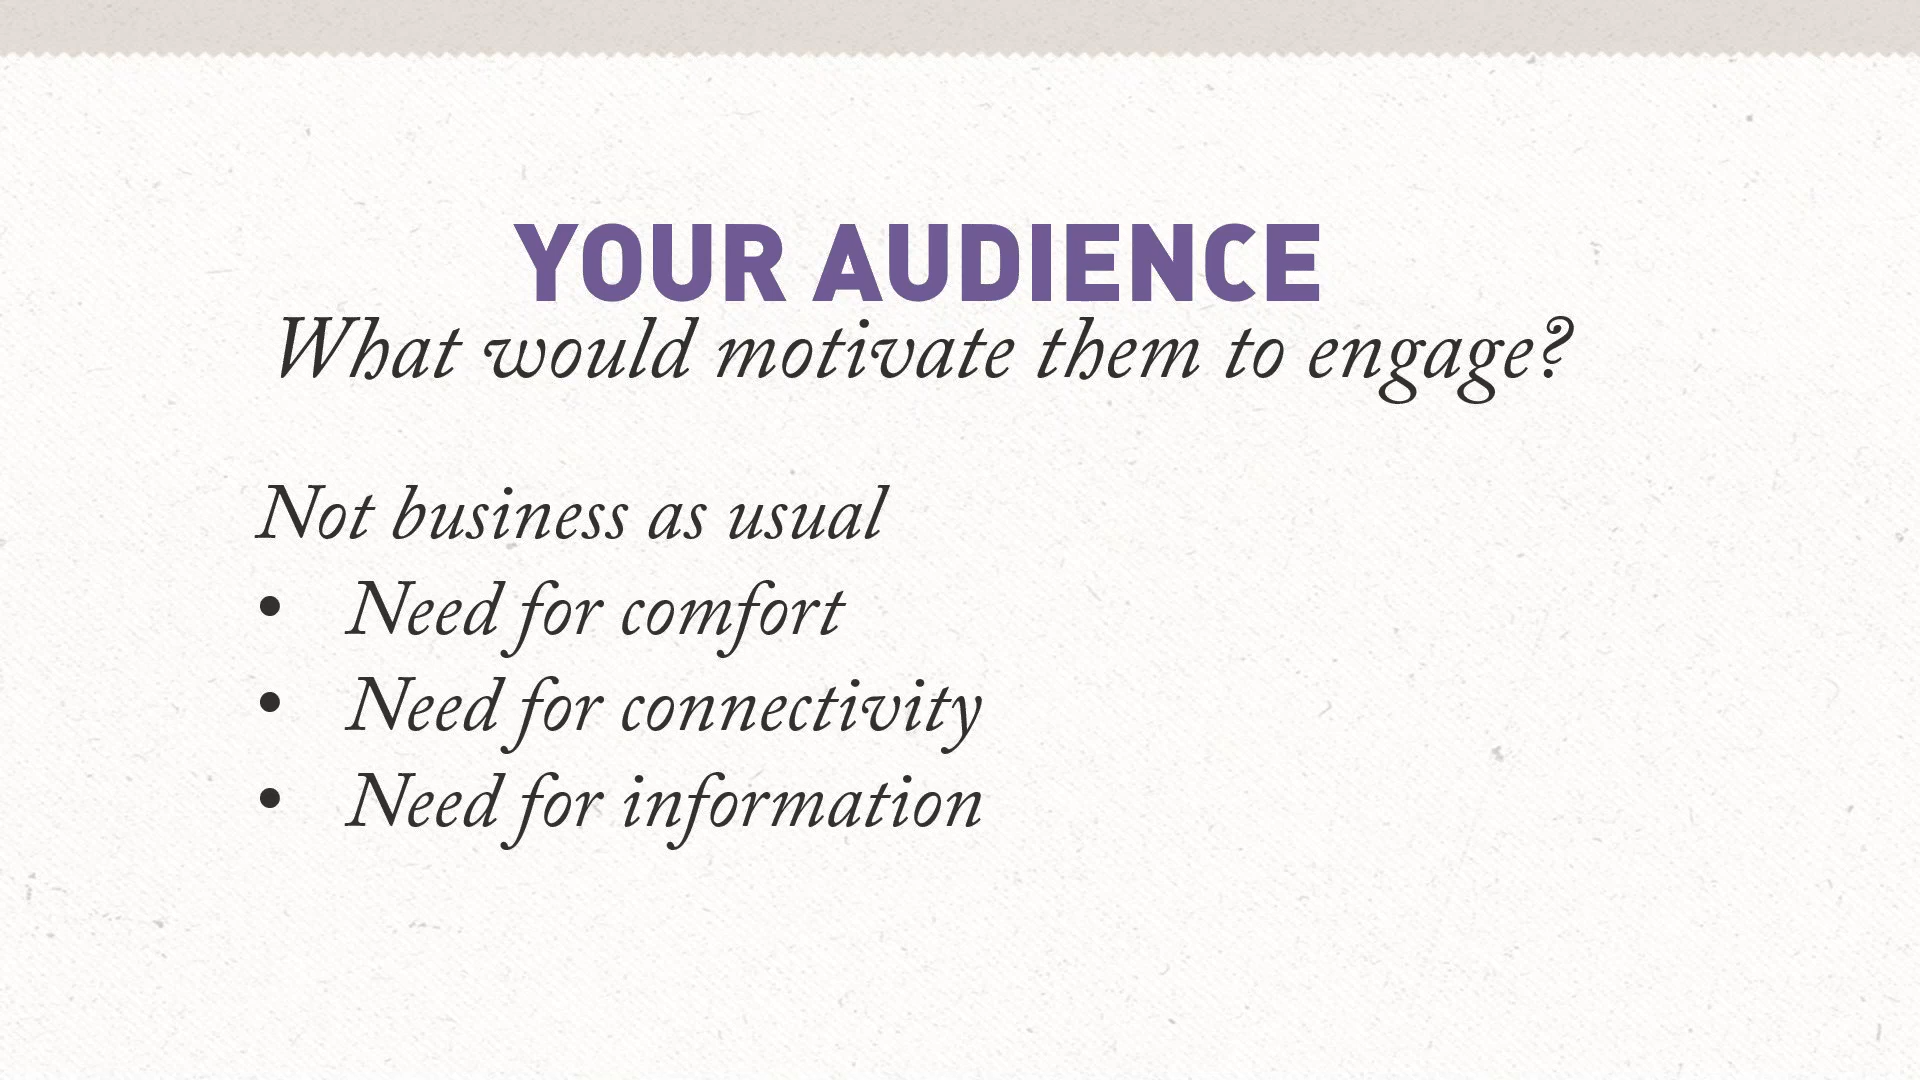 YOUR AUDIENCE
What would motivate them to engage?
Not business as usual
• Need for comfort
• Need for connectivity
• Need for information